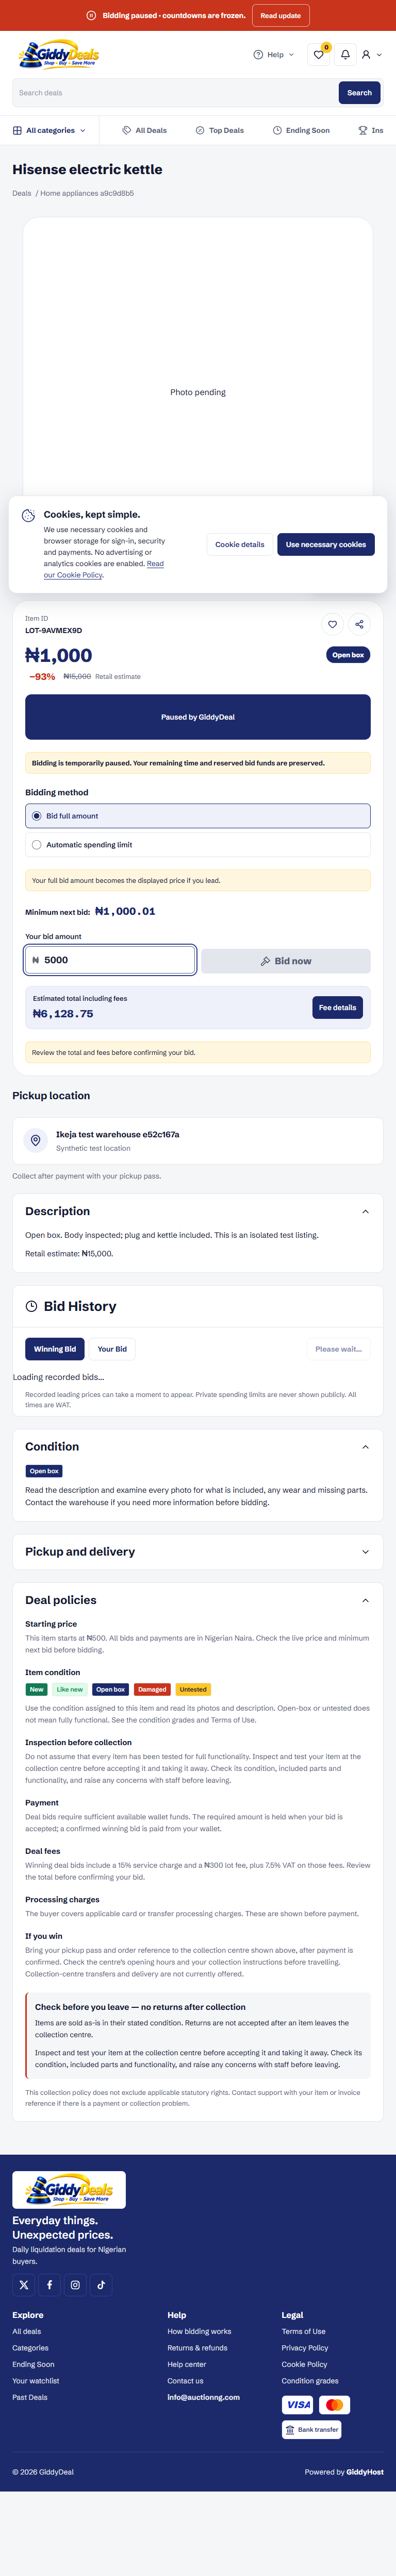 Bidding paused · countdowns are frozen. Read update
GiddyDeals
Shop • Buy • Save More
Help
0
Search deals
Search
All categories
All Deals
Top Deals
Ending Soon
Ins
Hisense electric kettle
Deals / Home appliances a9c9d8b5
Photo pending
Cookies, kept simple.
We use necessary cookies and
browser storage for sign-in, security
and payments. No advertising or
analytics cookies are enabled. Read
our Cookie Policy.
Cookie details
Use necessary cookies
Item ID
LOT-9AVMEX9D
₦1,000
Open box
−93% ₦15,000 Retail estimate
Paused by GiddyDeal
Bidding is temporarily paused. Your remaining time and reserved bid funds are preserved.
Bidding method
Bid full amount
Automatic spending limit
Your full bid amount becomes the displayed price if you lead.
Minimum next bid: ₦1,000.01
Your bid amount
₦ 5000
Bid now
Estimated total including fees
₦6,128.75
Fee details
Review the total and fees before confirming your bid.
Pickup location
Ikeja test warehouse e52c167a
Synthetic test location
Collect after payment with your pickup pass.
Description
Open box. Body inspected; plug and kettle included. This is an isolated test listing.
Retail estimate: ₦15,000.
Bid History
Winning Bid
Your Bid
Please wait...
Loading recorded bids...
Recorded leading prices can take a moment to appear. Private spending limits are never shown publicly. All
times are WAT.
Condition
Open box
Read the description and examine every photo for what is included, any wear and missing parts.
Contact the warehouse if you need more information before bidding.
Pickup and delivery
Deal policies
Starting price
This item starts at ₦500. All bids and payments are in Nigerian Naira. Check the live price and minimum
next bid before bidding.
Item condition
New
Like new
Open box
Damaged
Untested
Use the condition assigned to this item and read its photos and description. Open-box or untested does
not mean fully functional. See the condition grades and Terms of Use.
Inspection before collection
Do not assume that every item has been tested for full functionality. Inspect and test your item at the
collection centre before accepting it and taking it away. Check its condition, included parts and
functionality, and raise any concerns with staff before leaving.
Payment
Deal bids require sufficient available wallet funds. The required amount is held when your bid is
accepted; a confirmed winning bid is paid from your wallet.
Deal fees
Winning deal bids include a 15% service charge and a ₦300 lot fee, plus 7.5% VAT on those fees. Review
the total before confirming your bid.
Processing charges
The buyer covers applicable card or transfer processing charges. These are shown before payment.
If you win
Bring your pickup pass and order reference to the collection centre shown above, after payment is
confirmed. Check the centre's opening hours and your collection instructions before travelling.
Collection-centre transfers and delivery are not currently offered.
Check before you leave — no returns after collection
Items are sold as-is in their stated condition. Returns are not accepted after an item leaves the
collection centre.
Inspect and test your item at the collection centre before accepting it and taking it away. Check its
condition, included parts and functionality, and raise any concerns with staff before leaving.
This collection policy does not exclude applicable statutory rights. Contact support with your item or invoice
reference if there is a payment or collection problem.
GiddyDeals
Shop • Buy • Save More
Everyday things.
Unexpected prices.
Daily liquidation deals for Nigerian
buyers.
Explore
All deals
Categories
Ending Soon
Your watchlist
Past Deals
Help
How bidding works
Returns & refunds
Help center
Contact us
info@auctionng.com
Legal
Terms of Use
Privacy Policy
Cookie Policy
Condition grades
VISA
Bank transfer
© 2026 GiddyDeal
Powered by GiddyHost